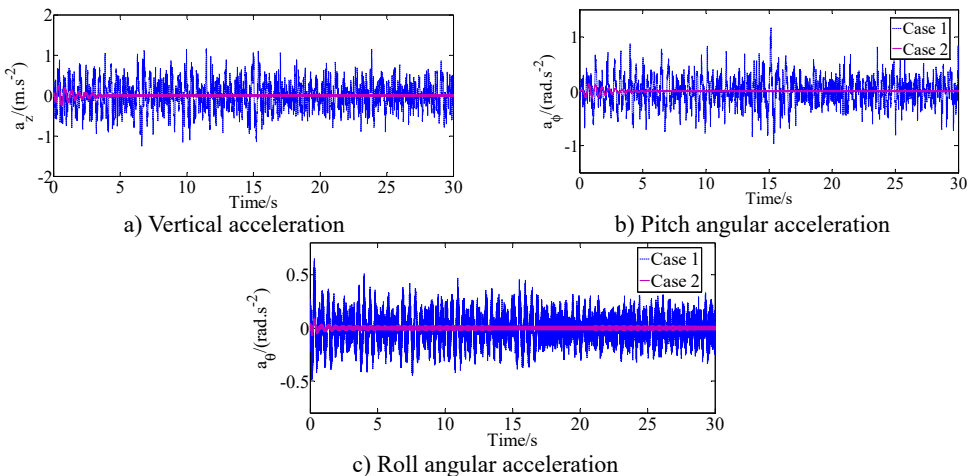 2
1
0
-1
-2
a_z/(m.s^-2)
0 5 10 15 20 25 30
Time/s
a) Vertical acceleration
Case 1
Case 2
1
0
-1
a_ϕ/(rad.s^-2)
0 5 10 15 20 25 30
Time/s
b) Pitch angular acceleration
Case 1
Case 2
0.5
0
-0.5
a_θ/(rad.s^-2)
0 5 10 15 20 25 30
Time/s
c) Roll angular acceleration